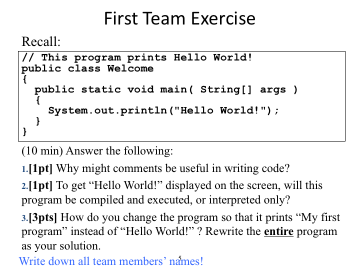 First Team Exercise
Recall:
// This program prints Hello World!
public class Welcome
{
public static void main( String[] args )
{
System.out.println("Hello World!");
}
}
(10 min) Answer the following:
1.[1pt] Why might comments be useful in writing code?
2.[1pt] To get “Hello World!” displayed on the screen, will this
program be compiled and executed, or interpreted only?
3.[3pts] How do you change the program so that it prints “My first
program” instead of “Hello World!” ? Rewrite the entire program
as your solution.
Write down all team members’ names!